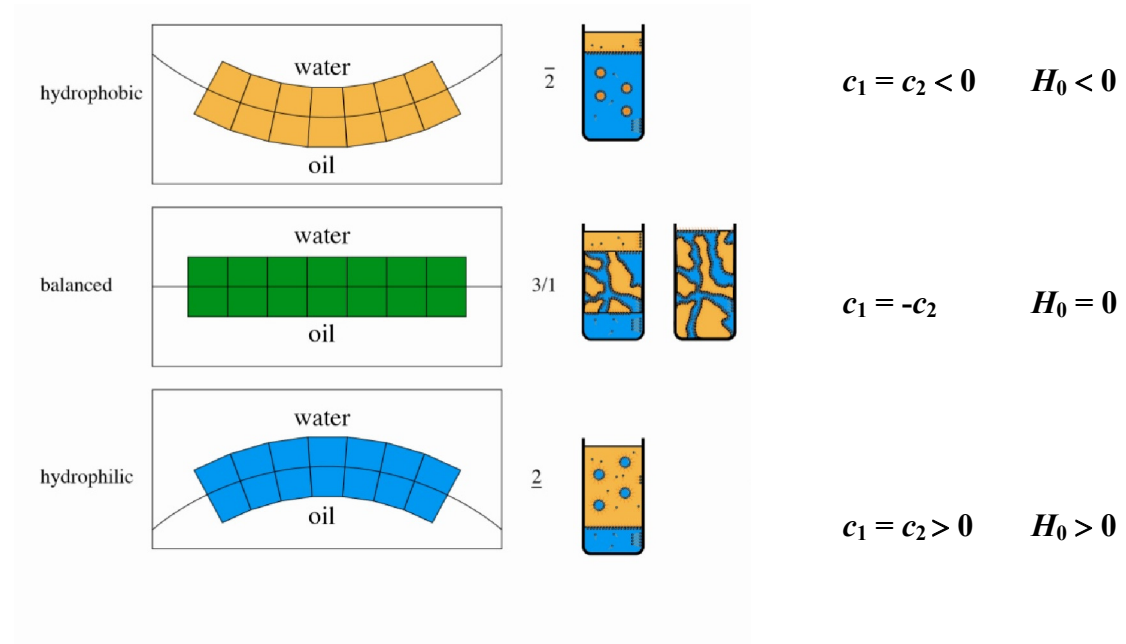 water
hydrophobic
oil
2̅
c₁ = c₂ < 0 H₀ < 0
water
balanced
oil
3/1
c₁ = -c₂ H₀ = 0
water
hydrophilic
oil
2̲
c₁ = c₂ > 0 H₀ > 0